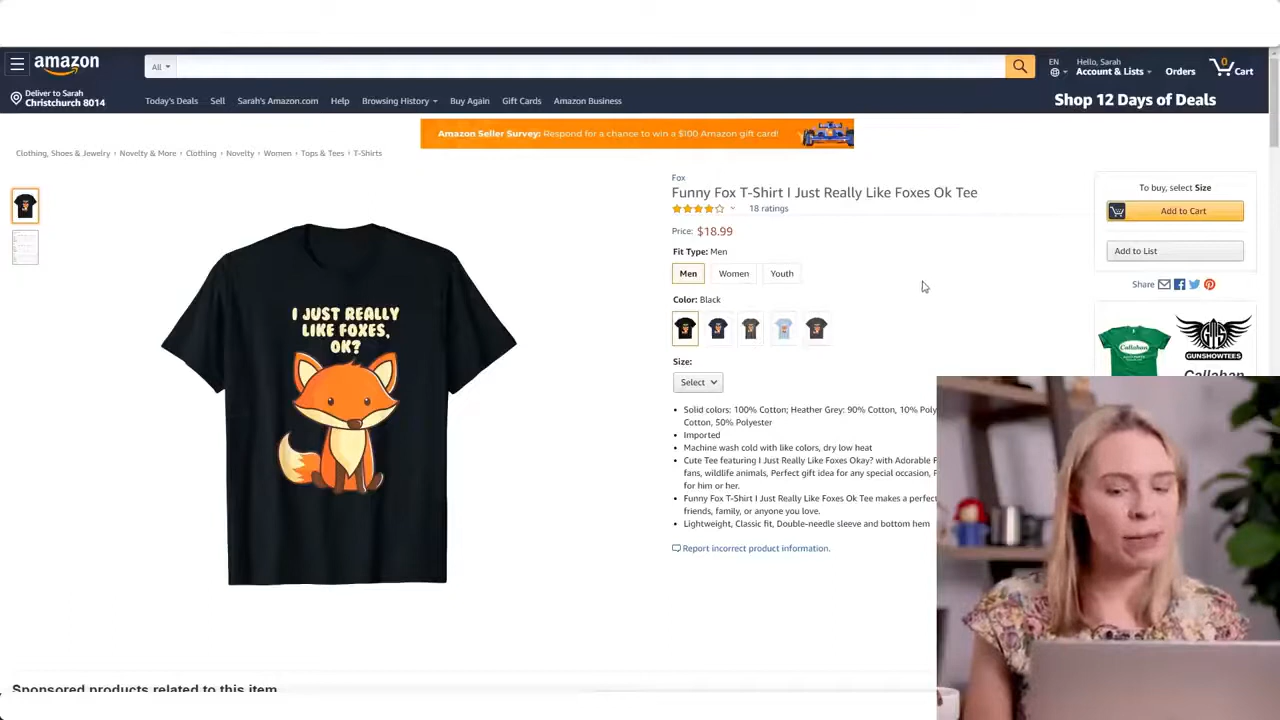 amazon
All
EN
Hello, Sarah
Account & Lists
Orders
0
Cart
Deliver to Sarah
Christchurch 8014
Today's Deals
Sell
Sarah's Amazon.com
Help
Browsing History
Buy Again
Gift Cards
Amazon Business
Shop 12 Days of Deals
Amazon Seller Survey: Respond for a chance to win a $100 Amazon gift card!
Clothing, Shoes & Jewelry › Novelty & More › Clothing › Novelty › Women › Tops & Tees › T-Shirts
Fox
Funny Fox T-Shirt I Just Really Like Foxes Ok Tee
18 ratings
Price: $18.99
Fit Type: Men
Men
Women
Youth
Color: Black
Size:
Select
Solid colors: 100% Cotton; Heather Grey: 90% Cotton, 10% Poly
Cotton, 50% Polyester
Imported
Machine wash cold with like colors, dry low heat
Cute Tee featuring I Just Really Like Foxes Okay? with Adorable F
fans, wildlife animals, Perfect gift idea for any special occasion, F
for him or her.
Funny Fox T-Shirt I Just Really Like Foxes Ok Tee makes a perfect
friends, family, or anyone you love.
Lightweight, Classic fit, Double-needle sleeve and bottom hem
Report incorrect product information.
To buy, select Size
Add to Cart
Add to List
Share
Callahan
GUNSHOWTEES
Callahan
I JUST REALLY
LIKE FOXES,
OK?
Sponsored products related to this item